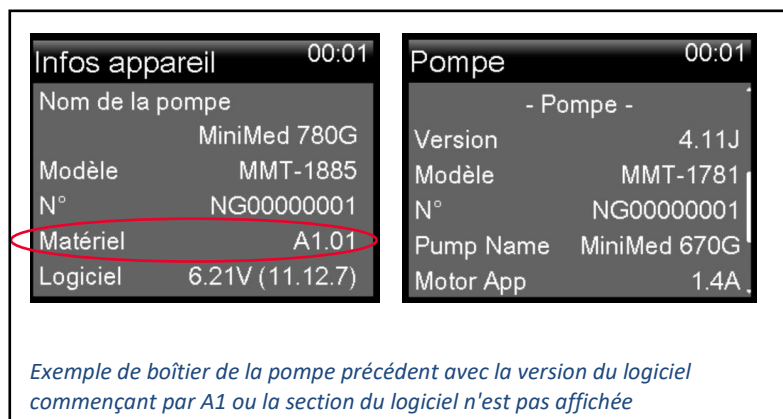 Infos appareil 00:01
Nom de la pompe
MiniMed 780G
Modèle MMT-1885
N° NG00000001
Matériel A1.01
Logiciel 6.21V (11.12.7)
Pompe 00:01
- Pompe -
Version 4.11J
Modèle MMT-1781
N° NG00000001
Pump Name MiniMed 670G
Motor App 1.4A
Exemple de boîtier de la pompe précédent avec la version du logiciel
commençant par A1 ou la section du logiciel n'est pas affichée